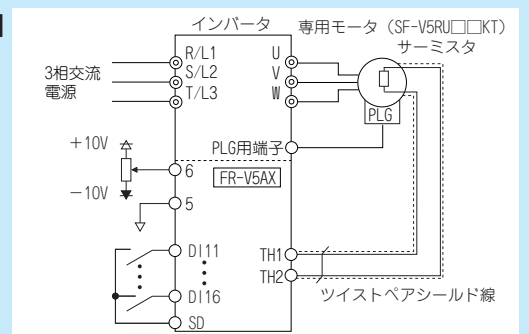 インバータ
専用モータ（SF-V5RU□□KT）
サーミスタ
R/L1
S/L2
T/L3
U
V
W
3相交流
電源
PLG
PLG用端子
+10V
-10V
6
FR-V5AX
5
DI11
TH1
TH2
DI16
ツイストペアシールド線
SD